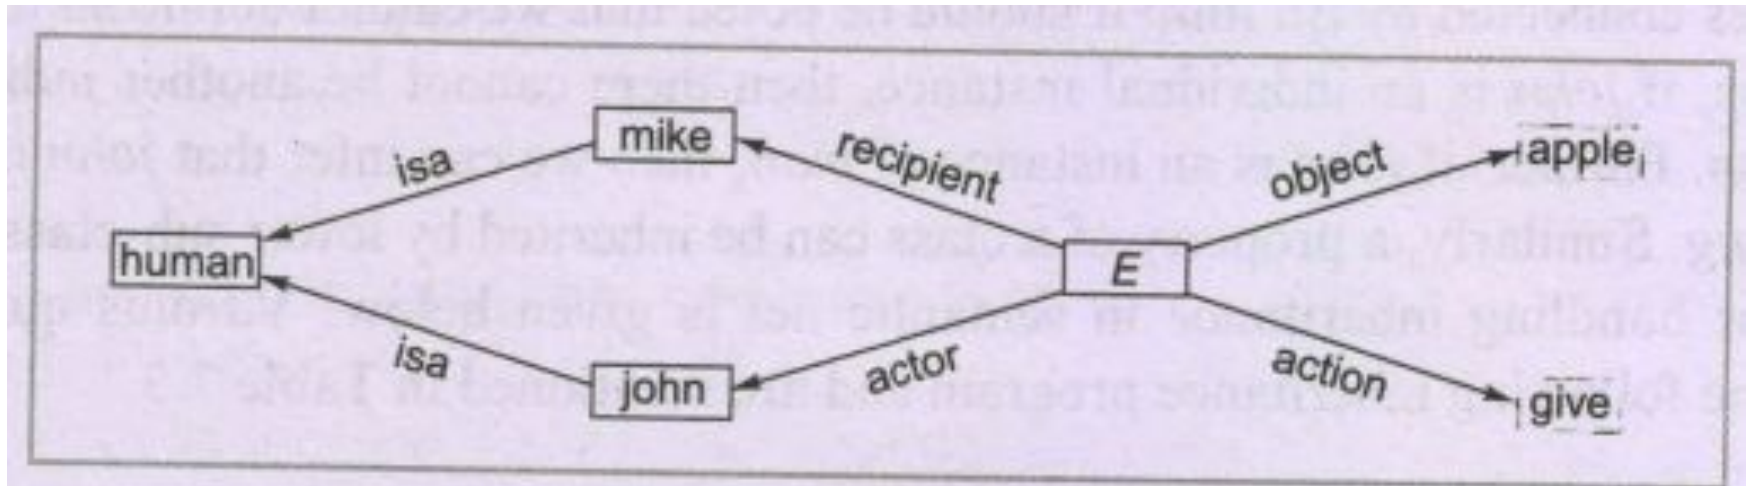 mike
recipient
object
apple
isa
human
E
isa
john
actor
action
give